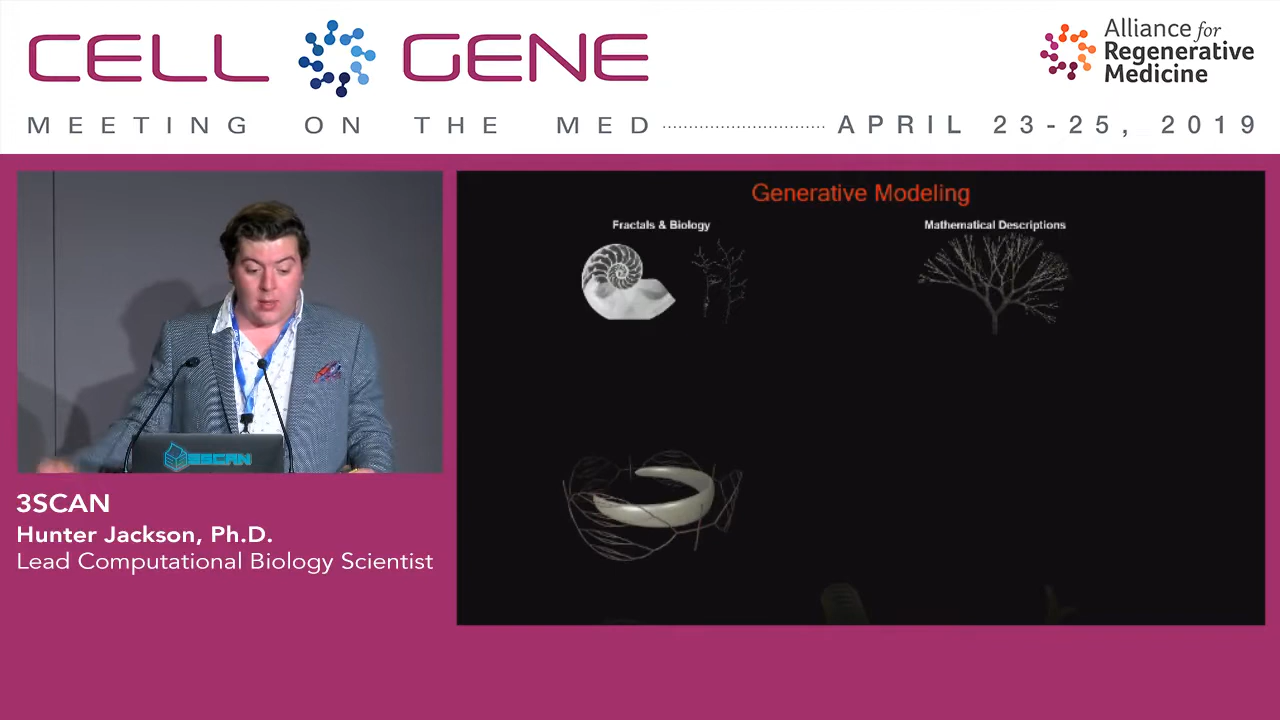 CELL GENE
Alliance for
Regenerative
Medicine
MEETING ON THE MED APRIL 23-25, 2019
Generative Modeling
Fractals & Biology
Mathematical Descriptions
3SCAN
3SCAN
Hunter Jackson, Ph.D.
Lead Computational Biology Scientist